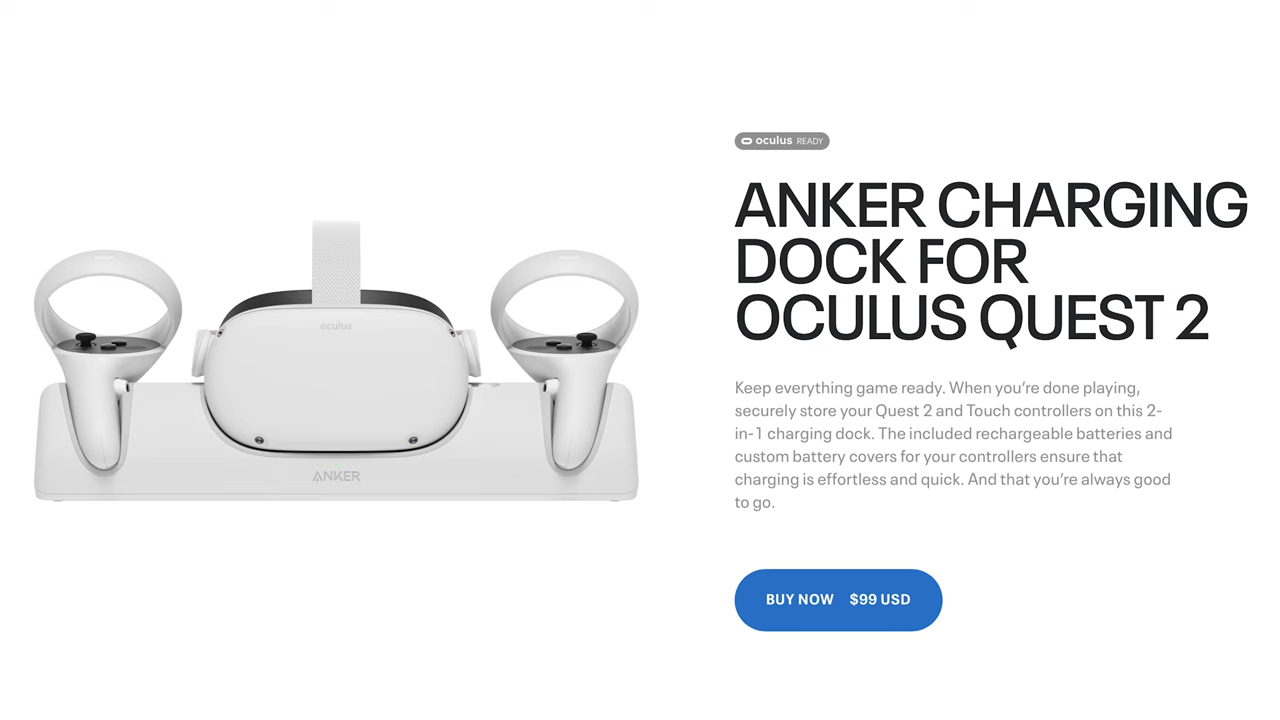 oculus READY
ANKER CHARGING
DOCK FOR
OCULUS QUEST 2
Keep everything game ready. When you’re done playing,
securely store your Quest 2 and Touch controllers on this 2-
in-1 charging dock. The included rechargeable batteries and
custom battery covers for your controllers ensure that
charging is effortless and quick. And that you’re always good
to go.
BUY NOW $99 USD
oculus
ANKER